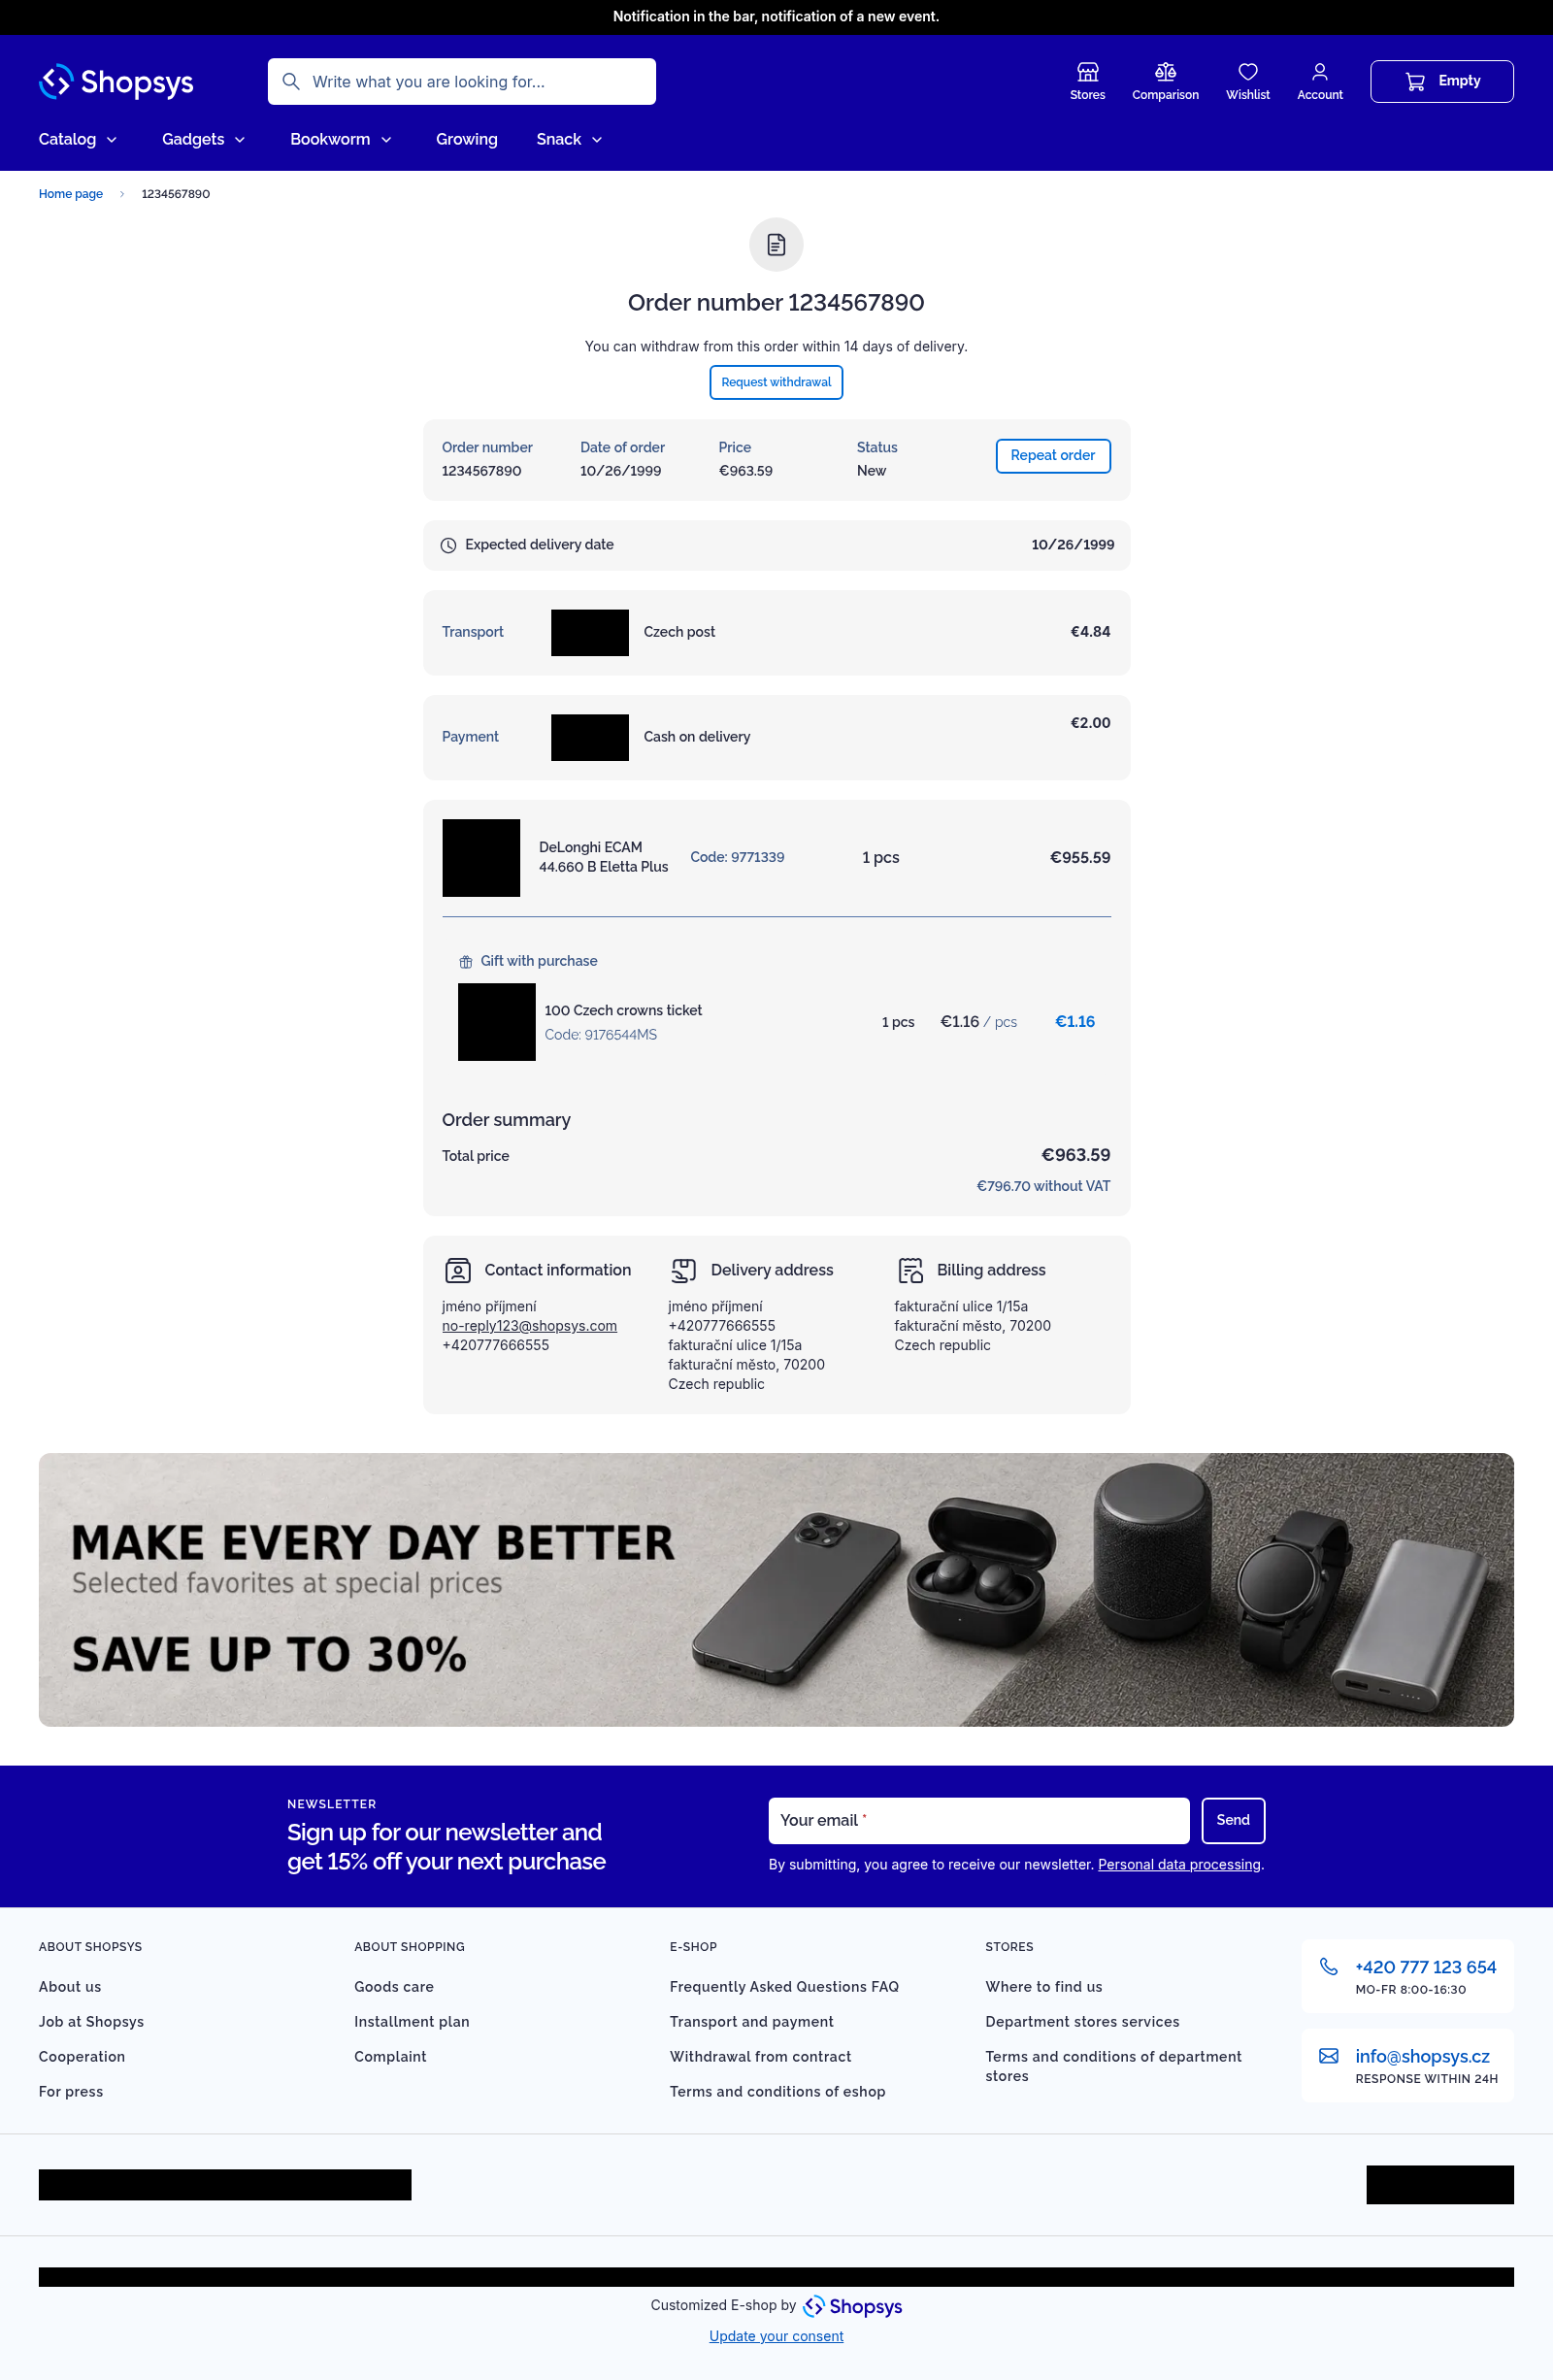 Notification in the bar, notification of a new event.
Shopsys
Write what you are looking for...
Stores
Comparison
Wishlist
Account
Empty
Catalog
Gadgets
Bookworm
Growing
Snack
Home page
1234567890
Order number 1234567890
You can withdraw from this order within 14 days of delivery.
Request withdrawal
Order number
Date of order
Price
Status
1234567890
10/26/1999
€963.59
New
Repeat order
Expected delivery date
10/26/1999
Transport
Czech post
€4.84
Payment
Cash on delivery
€2.00
DeLonghi ECAM
44.660 B Eletta Plus
Code: 9771339
1 pcs
€955.59
Gift with purchase
100 Czech crowns ticket
Code: 9176544MS
1 pcs
€1.16 / pcs
€1.16
Order summary
Total price
€963.59
€796.70 without VAT
Contact information
jméno příjmení
no-reply123@shopsys.com
+420777666555
Delivery address
jméno příjmení
+420777666555
fakturační ulice 1/15a
fakturační město, 70200
Czech republic
Billing address
fakturační ulice 1/15a
fakturační město, 70200
Czech republic
MAKE EVERY DAY BETTER
Selected favorites at special prices
SAVE UP TO 30%
NEWSLETTER
Sign up for our newsletter and
get 15% off your next purchase
Your email *
Send
By submitting, you agree to receive our newsletter. Personal data processing.
ABOUT SHOPSYS
About us
Job at Shopsys
Cooperation
For press
ABOUT SHOPPING
Goods care
Installment plan
Complaint
E-SHOP
Frequently Asked Questions FAQ
Transport and payment
Withdrawal from contract
Terms and conditions of eshop
STORES
Where to find us
Department stores services
Terms and conditions of department
stores
+420 777 123 654
MO-FR 8:00-16:30
info@shopsys.cz
RESPONSE WITHIN 24H
Customized E-shop by Shopsys
Update your consent